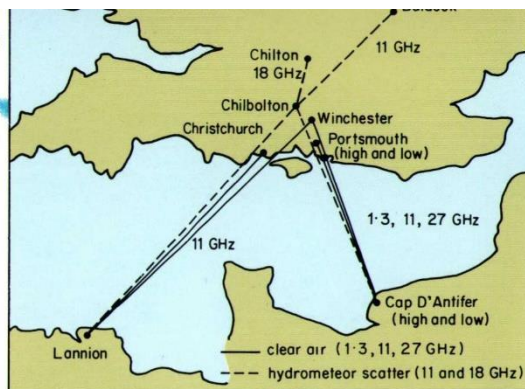 11 GHz
Chilton
18 GHz
Chilbolton
Winchester
Christchurch
Portsmouth
(high and low)
1·3, 11, 27 GHz
11 GHz
Cap D'Antifer
(high and low)
Lannion
clear air (1·3, 11, 27 GHz)
hydrometeor scatter (11 and 18 GHz)